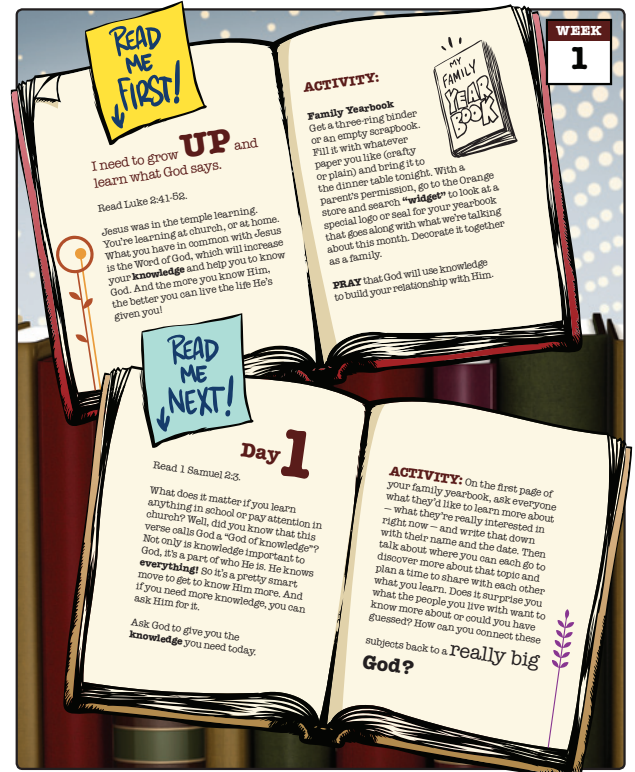 WEEK
1
READ
ME
FIRST!
I need to grow UP and
learn what God says.
Read Luke 2:41-52.
Jesus was in the temple learning.
You're learning at church, or at home.
What you have in common with Jesus
is the Word of God, which will increase
your knowledge and help you to know
God. And the more you know Him,
the better you can live the life He's
given you!
ACTIVITY:
MY
FAMILY
YEAR
BOOK
Family Yearbook
Get a three-ring binder
or an empty scrapbook.
Fill it with whatever
paper you like (crafty
or plain) and bring it to
the dinner table tonight. With a
parent's permission, go to the Orange
store and search "widget" to look at a
special logo or seal for your yearbook
that goes along with what we're talking
about this month. Decorate it together
as a family.
PRAY that God will use knowledge
to build your relationship with Him.
READ
ME
NEXT!
Day 1
Read 1 Samuel 2:3.
What does it matter if you learn
anything in school or pay attention in
church? Well, did you know that this
verse calls God a "God of knowledge"?
Not only is knowledge important to
God, it's a part of who He is. He knows
everything! So it's a pretty smart
move to get to know Him more. And
if you need more knowledge, you can
ask Him for it.
Ask God to give you the
knowledge you need today.
ACTIVITY: On the first page of
your family yearbook, ask everyone
what they'd like to learn more about
— what they're really interested in
right now — and write that down
with their name and the date. Then
talk about where you can each go to
discover more about that topic and
plan a time to share with each other
what you learn. Does it surprise you
what the people you live with want to
know more about or could you have
guessed? How can you connect these
subjects back to a really big
God?